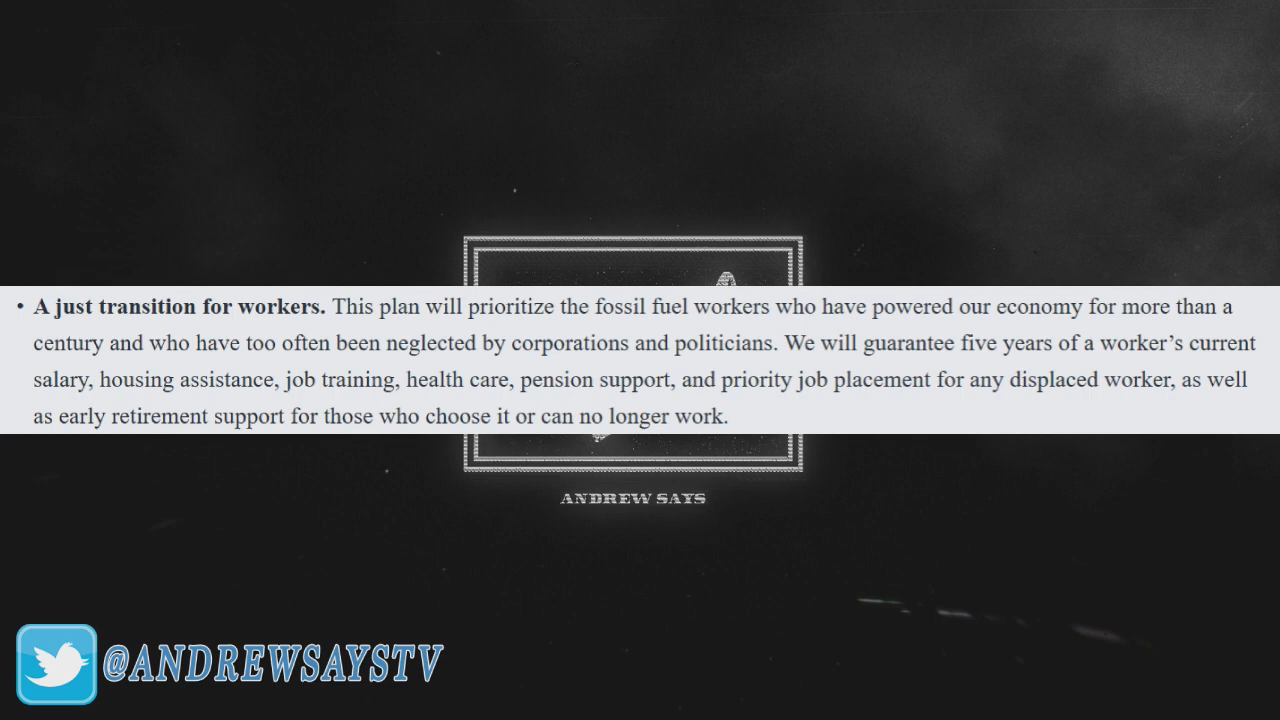 • A just transition for workers. This plan will prioritize the fossil fuel workers who have powered our economy for more than a
century and who have too often been neglected by corporations and politicians. We will guarantee five years of a worker’s current
salary, housing assistance, job training, health care, pension support, and priority job placement for any displaced worker, as well
as early retirement support for those who choose it or can no longer work.
ANDREW SAYS
@ANDREWSAYSTV